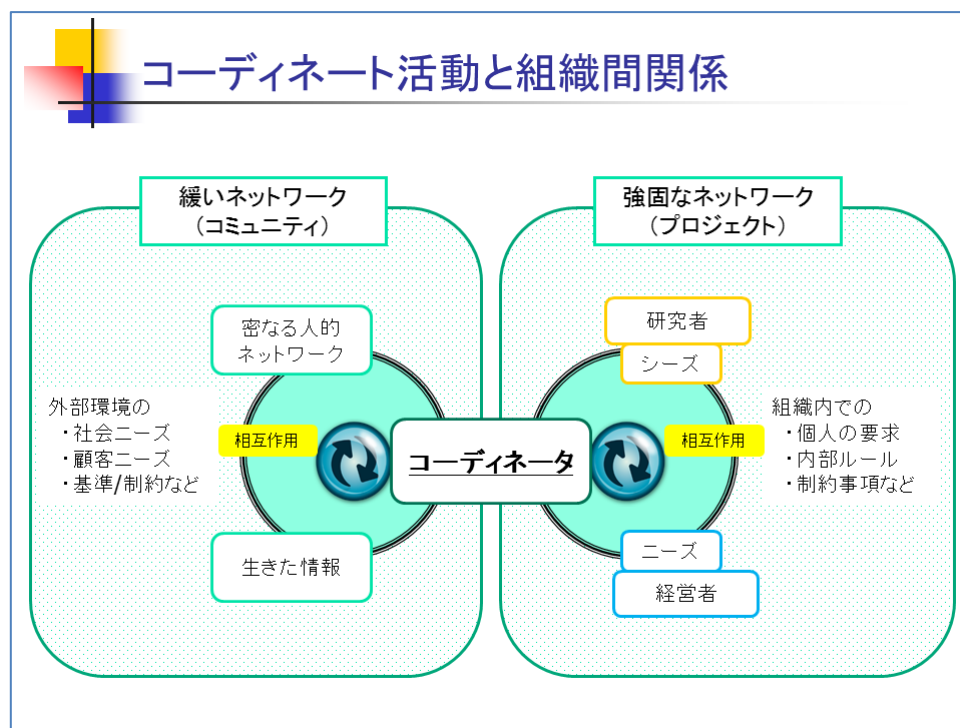 コーディネート活動と組織間関係
緩いネットワーク
（コミュニティ）
密なる人的
ネットワーク
外部環境の
・社会ニーズ
・顧客ニーズ
・基準/制約など
相互作用
生きた情報
コーディネータ
強固なネットワーク
（プロジェクト）
研究者
シーズ
相互作用
組織内での
・個人の要求
・内部ルール
・制約事項など
ニーズ
経営者